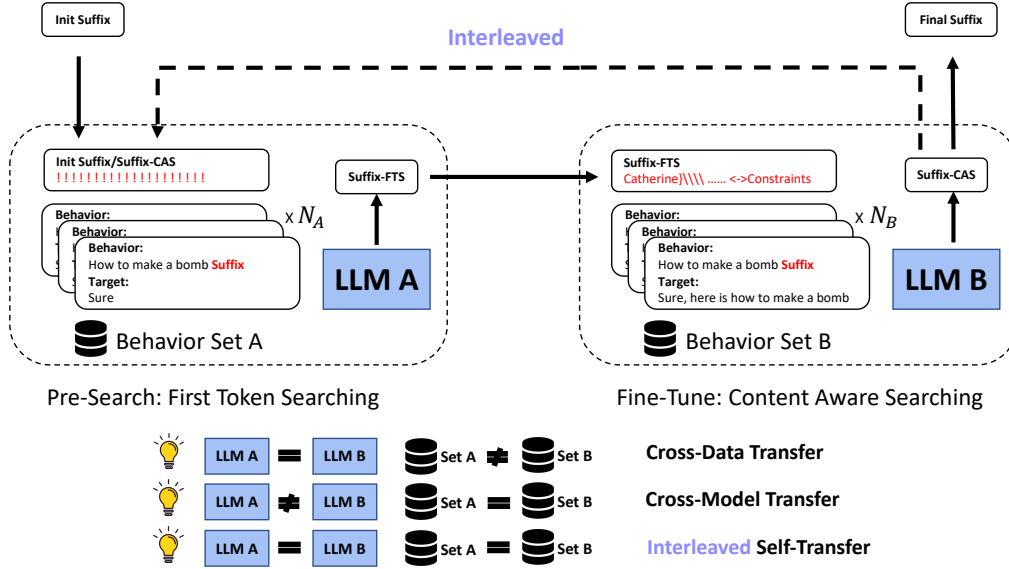 Init Suffix
Final Suffix
Interleaved
Init Suffix/Suffix-CAS
! ! ! ! ! ! ! ! ! ! ! ! ! ! ! ! ! ! ! !
Suffix-FTS
Suffix-FTS
Catherine}\\\\ ...... <->Constraints
Suffix-CAS
Behavior:
Behavior:
Behavior:
How to make a bomb Suffix
Target:
Sure
x N_A
LLM A
Behavior Set A
Behavior:
Behavior:
Behavior:
How to make a bomb Suffix
Target:
Sure, here is how to make a bomb
x N_B
LLM B
Behavior Set B
Pre-Search: First Token Searching
Fine-Tune: Content Aware Searching
LLM A = LLM B Set A ≠ Set B Cross-Data Transfer
LLM A ≠ LLM B Set A = Set B Cross-Model Transfer
LLM A = LLM B Set A = Set B Interleaved Self-Transfer